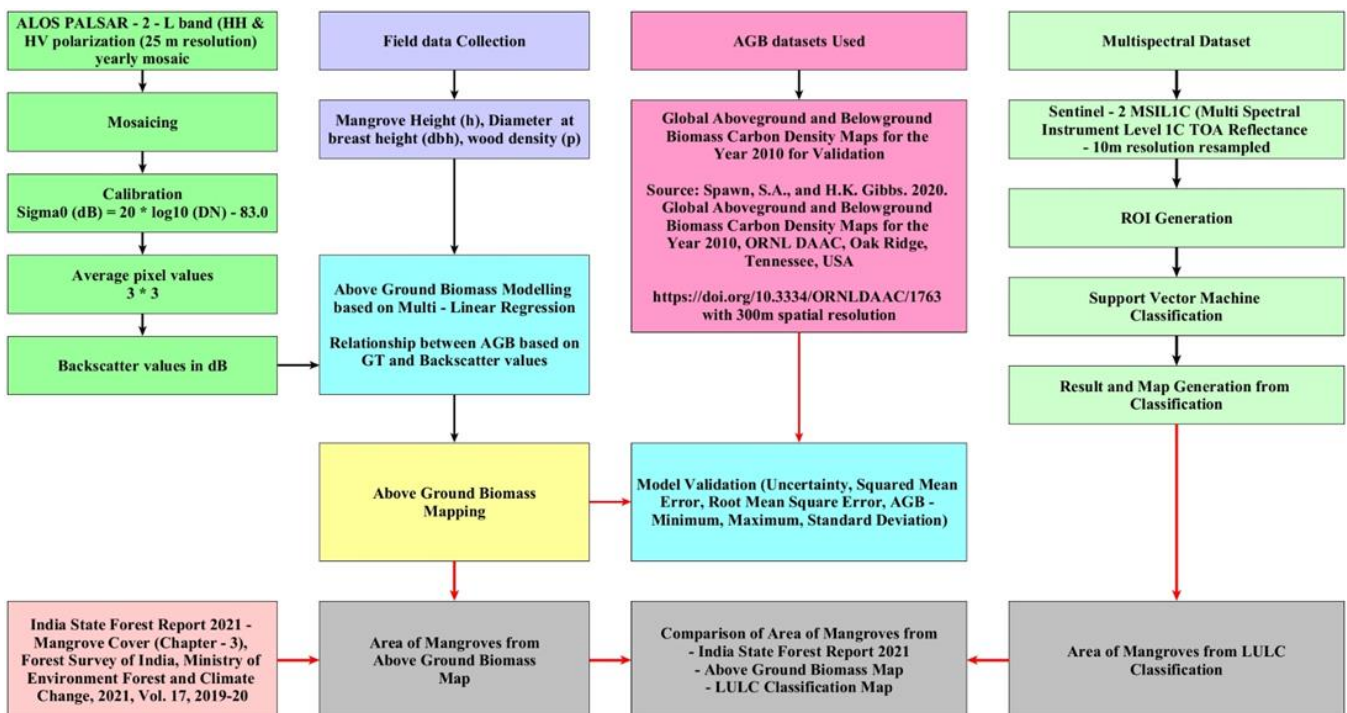 ALOS PALSAR - 2 - L band (HH &
HV polarization (25 m resolution)
yearly mosaic
Mosaicing
Calibration
Sigma0 (dB) = 20 * log10 (DN) - 83.0
Average pixel values
3 * 3
Backscatter values in dB
Field data Collection
Mangrove Height (h), Diameter at
breast height (dbh), wood density (p)
Above Ground Biomass Modelling
based on Multi - Linear Regression
Relationship between AGB based on
GT and Backscatter values
Above Ground Biomass
Mapping
AGB datasets Used
Global Aboveground and Belowground
Biomass Carbon Density Maps for the
Year 2010 for Validation
Source: Spawn, S.A., and H.K. Gibbs. 2020.
Global Aboveground and Belowground
Biomass Carbon Density Maps for the
Year 2010, ORNL DAAC, Oak Ridge,
Tennessee, USA
https://doi.org/10.3334/ORNLDAAC/1763
with 300m spatial resolution
Model Validation (Uncertainty, Squared Mean
Error, Root Mean Square Error, AGB -
Minimum, Maximum, Standard Deviation)
Multispectral Dataset
Sentinel - 2 MSIL1C (Multi Spectral
Instrument Level 1C TOA Reflectance
- 10m resolution resampled
ROI Generation
Support Vector Machine
Classification
Result and Map Generation from
Classification
India State Forest Report 2021 -
Mangrove Cover (Chapter - 3),
Forest Survey of India, Ministry of
Environment Forest and Climate
Change, 2021, Vol. 17, 2019-20
Area of Mangroves from
Above Ground Biomass
Map
Comparison of Area of Mangroves from
- India State Forest Report 2021
- Above Ground Biomass Map
- LULC Classification Map
Area of Mangroves from LULC
Classification